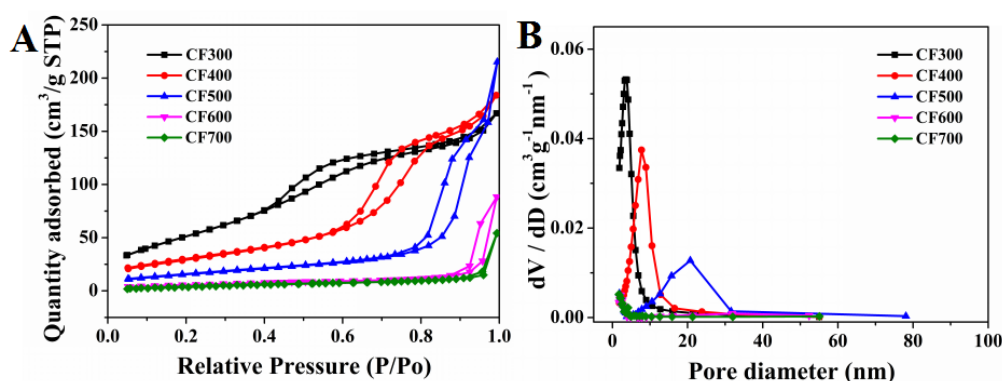 A
Quantity adsorbed (cm³/g STP)
250
200
150
100
50
0
CF300
CF400
CF500
CF600
CF700
0.0
0.2
0.4
0.6
0.8
1.0
Relative Pressure (P/Po)
B
dV / dD (cm³g⁻¹nm⁻¹)
0.06
0.04
0.02
0.00
CF300
CF400
CF500
CF600
CF700
0
20
40
60
80
100
Pore diameter (nm)